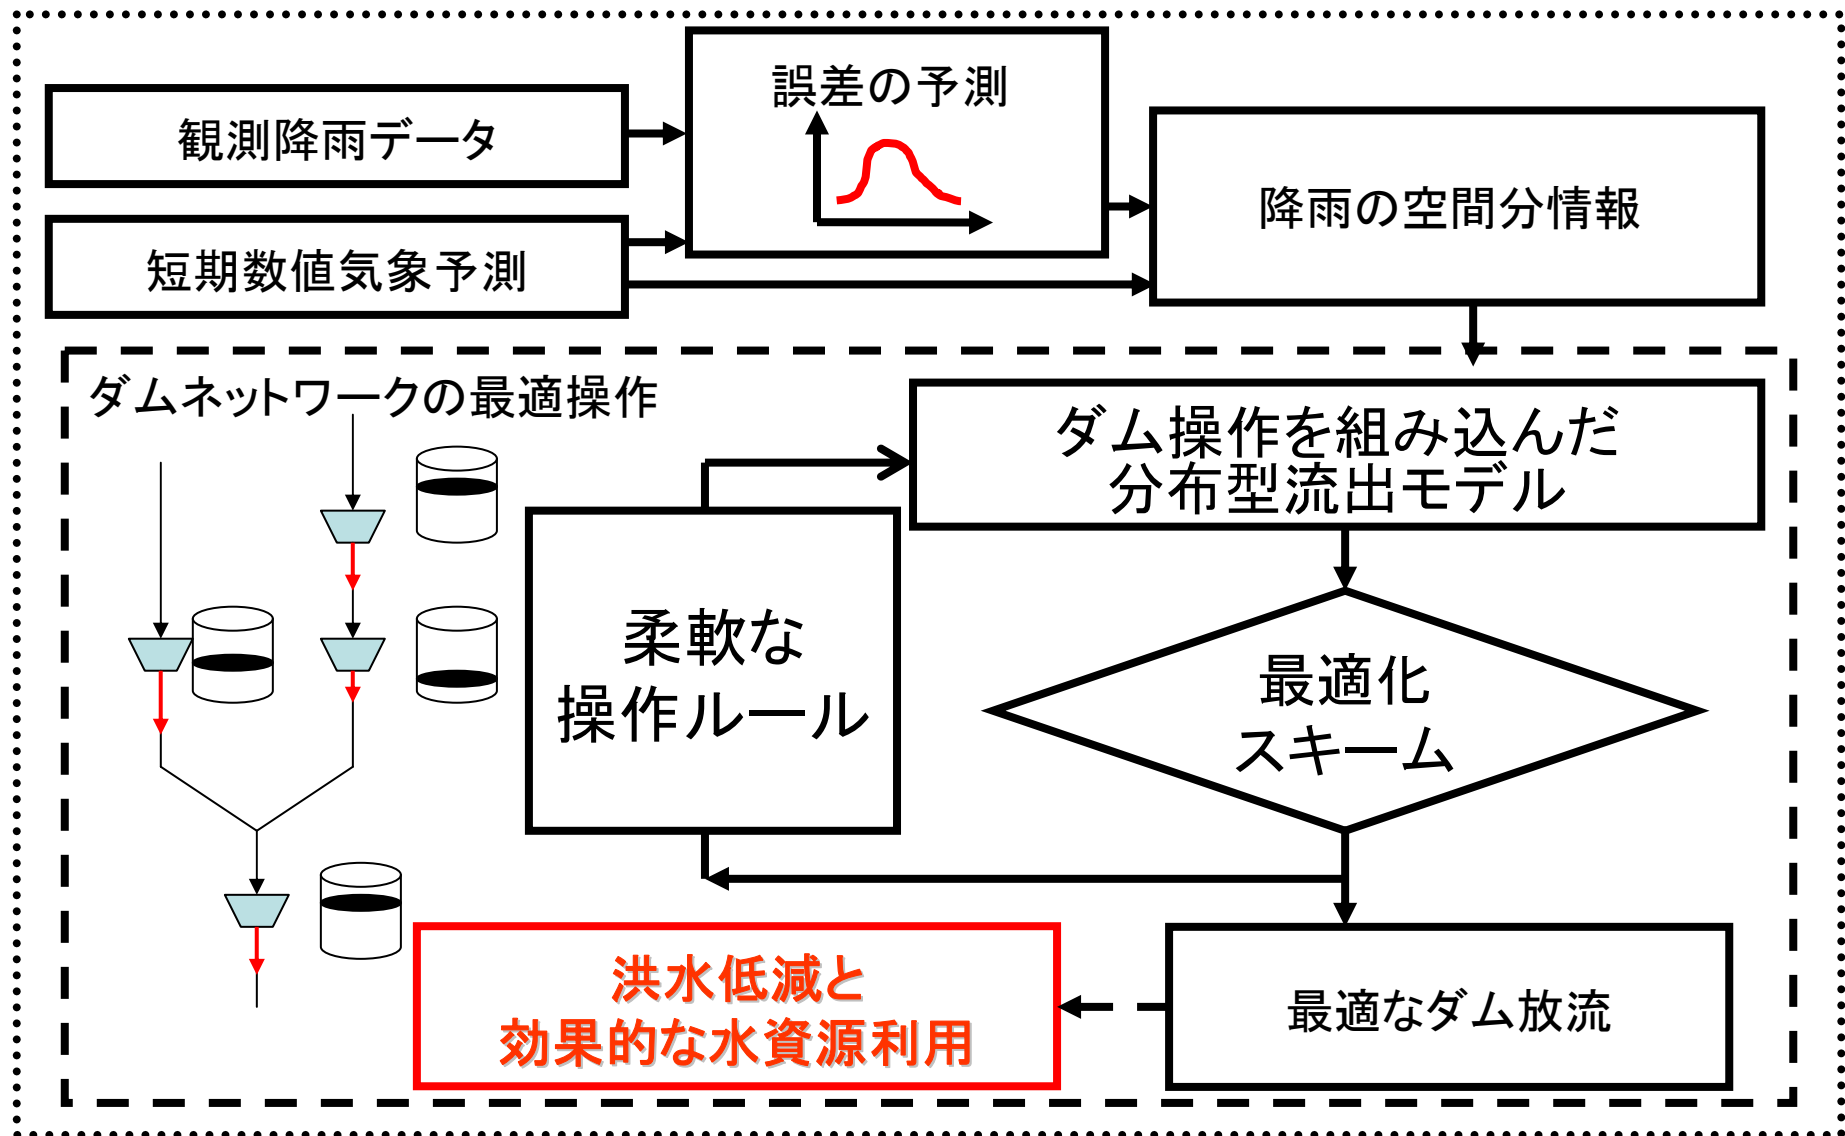 誤差の予測
観測降雨データ
短期数値気象予測
降雨の空間分情報
ダムネットワークの最適操作
ダム操作を組み込んだ
分布型流出モデル
柔軟な
操作ルール
最適化
スキーム
洪水低減と
効果的な水資源利用
最適なダム放流